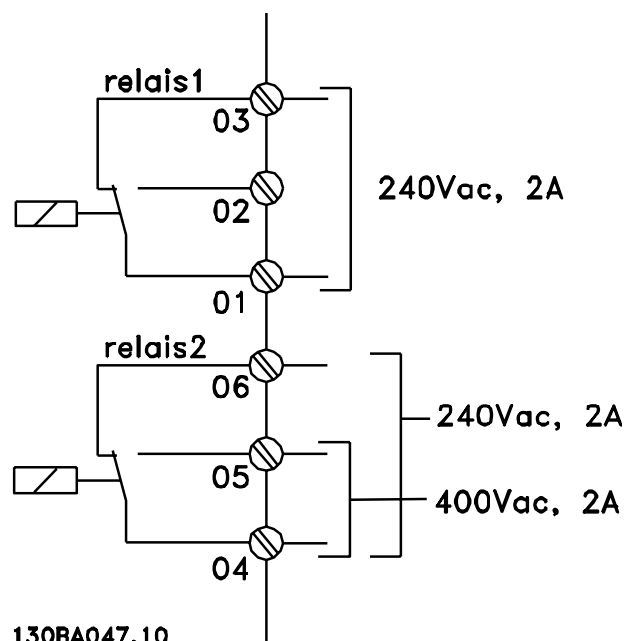 relais1
03
02
240Vac, 2A
01
relais2
06
240Vac, 2A
05
400Vac, 2A
04
130BA047.10